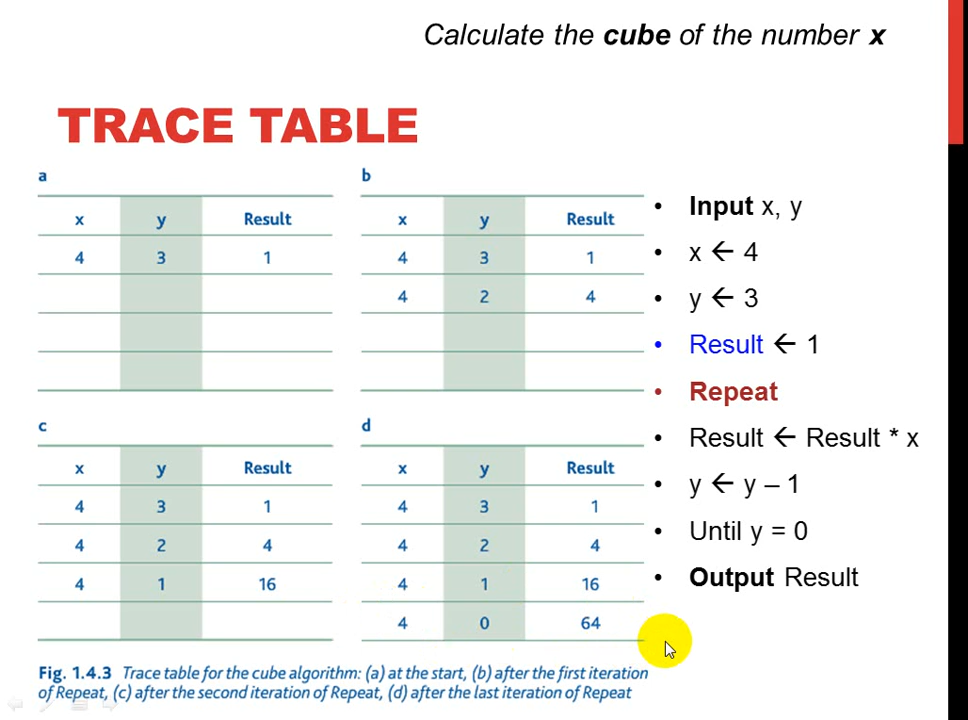 Calculate the cube of the number x
TRACE TABLE
a
x y Result
4 3 1
b
x y Result
4 3 1
4 2 4
c
x y Result
4 3 1
4 2 4
4 1 16
d
x y Result
4 3 1
4 2 4
4 1 16
4 0 64
Fig. 1.4.3 Trace table for the cube algorithm: (a) at the start, (b) after the first iteration
of Repeat, (c) after the second iteration of Repeat, (d) after the last iteration of Repeat
• Input x, y
• x ← 4
• y ← 3
• Result ← 1
• Repeat
• Result ← Result * x
• y ← y – 1
• Until y = 0
• Output Result